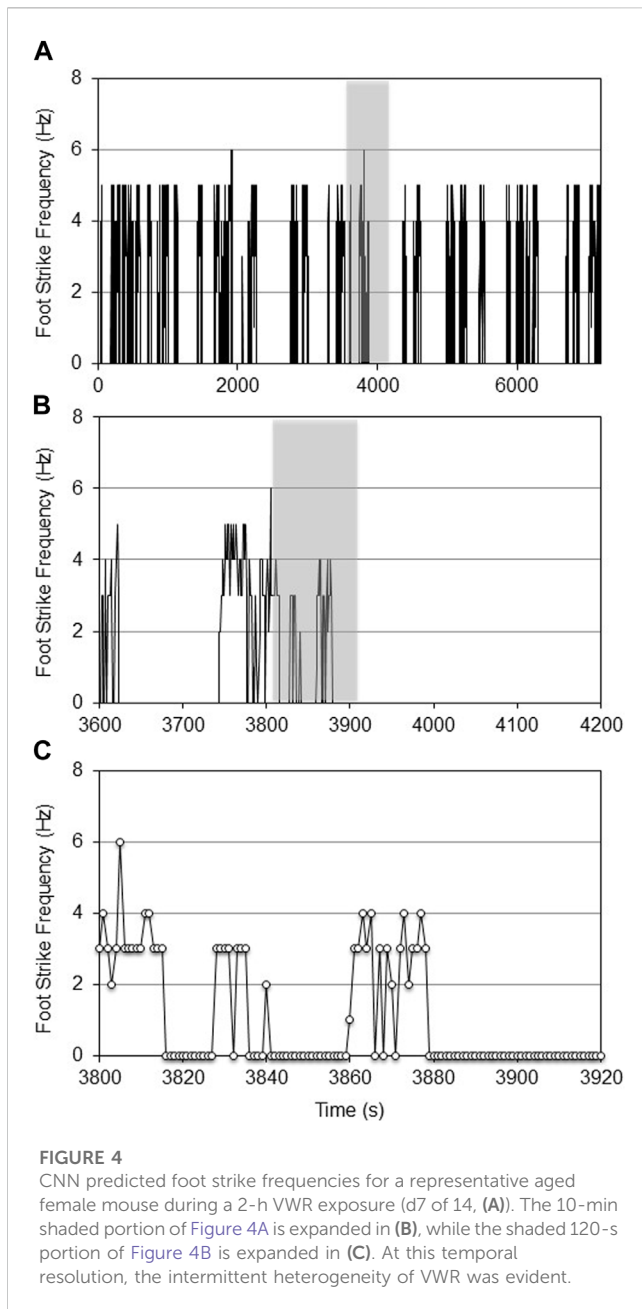 A
Foot Strike Frequency (Hz)
8
6
4
2
0
0 2000 4000 6000
B
Foot Strike Frequency (Hz)
8
6
4
2
0
3600 3700 3800 3900 4000 4100 4200
C
Foot Strike Frequency (Hz)
8
6
4
2
0
3800 3820 3840 3860 3880 3900 3920
Time (s)
FIGURE 4
CNN predicted foot strike frequencies for a representative aged
female mouse during a 2-h VWR exposure (d7 of 14, (A)). The 10-min
shaded portion of Figure 4A is expanded in (B), while the shaded 120-s
portion of Figure 4B is expanded in (C). At this temporal
resolution, the intermittent heterogeneity of VWR was evident.